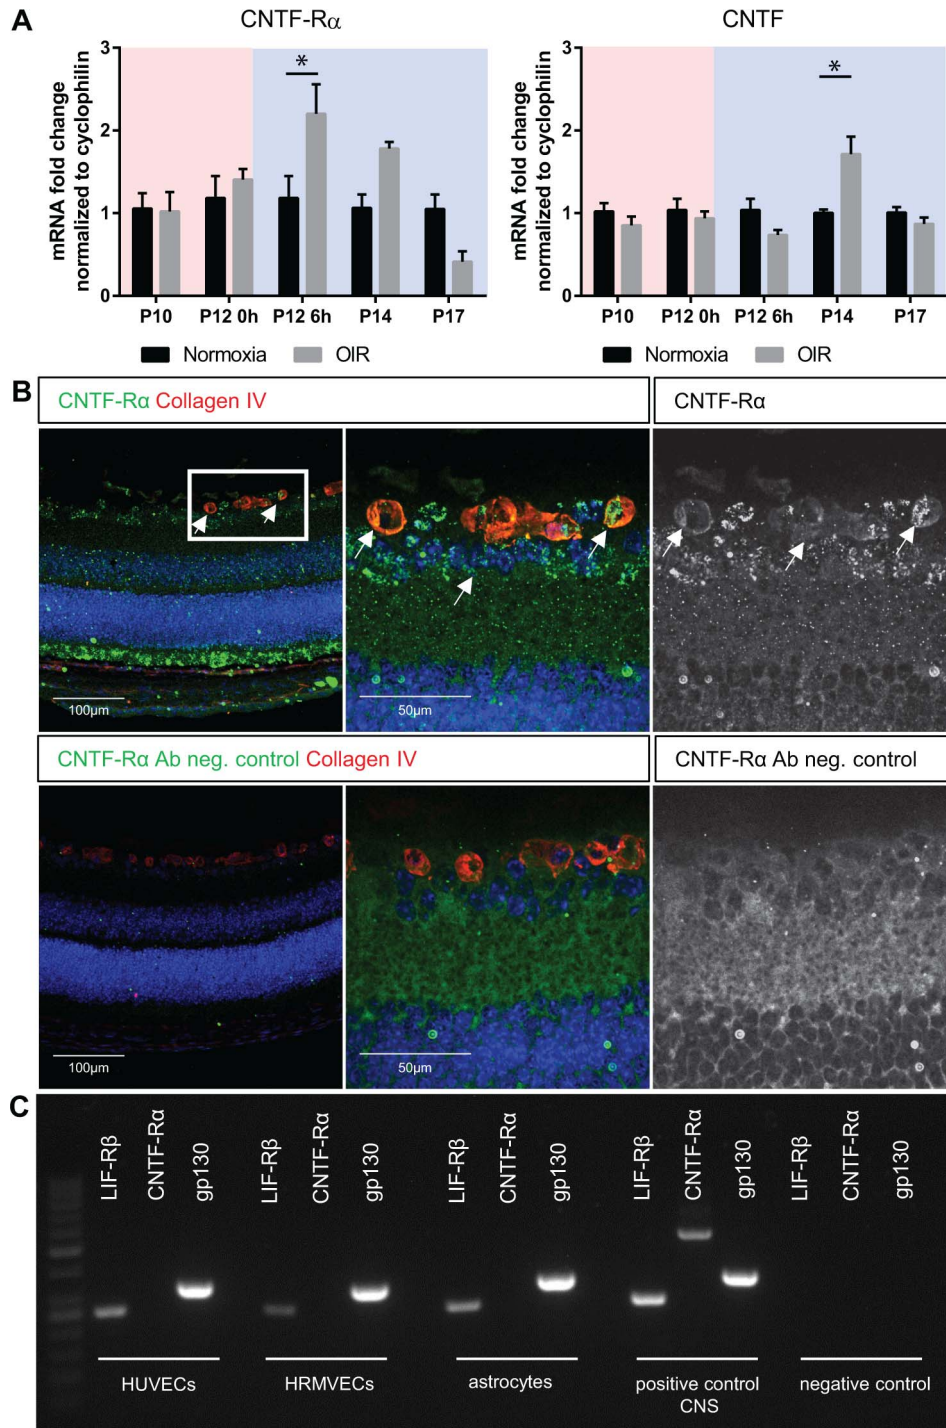 A
CNTF-Rα
mRNA fold change
normalized to cyclophilin
3
2
1
0
*
P10 P12 0h P12 6h P14 P17
Normoxia OIR
CNTF
mRNA fold change
normalized to cyclophilin
3
2
1
0
*
P10 P12 0h P12 6h P14 P17
Normoxia OIR
B
CNTF-Rα Collagen IV
CNTF-Rα
100µm
50µm
CNTF-Rα Ab neg. control Collagen IV
CNTF-Rα Ab neg. control
100µm
50µm
C
LIF-Rβ
CNTF-Rα
gp130
LIF-Rβ
CNTF-Rα
gp130
LIF-Rβ
CNTF-Rα
gp130
LIF-Rβ
CNTF-Rα
gp130
LIF-Rβ
CNTF-Rα
gp130
HUVECs
HRMVECs
astrocytes
positive control
CNS
negative control